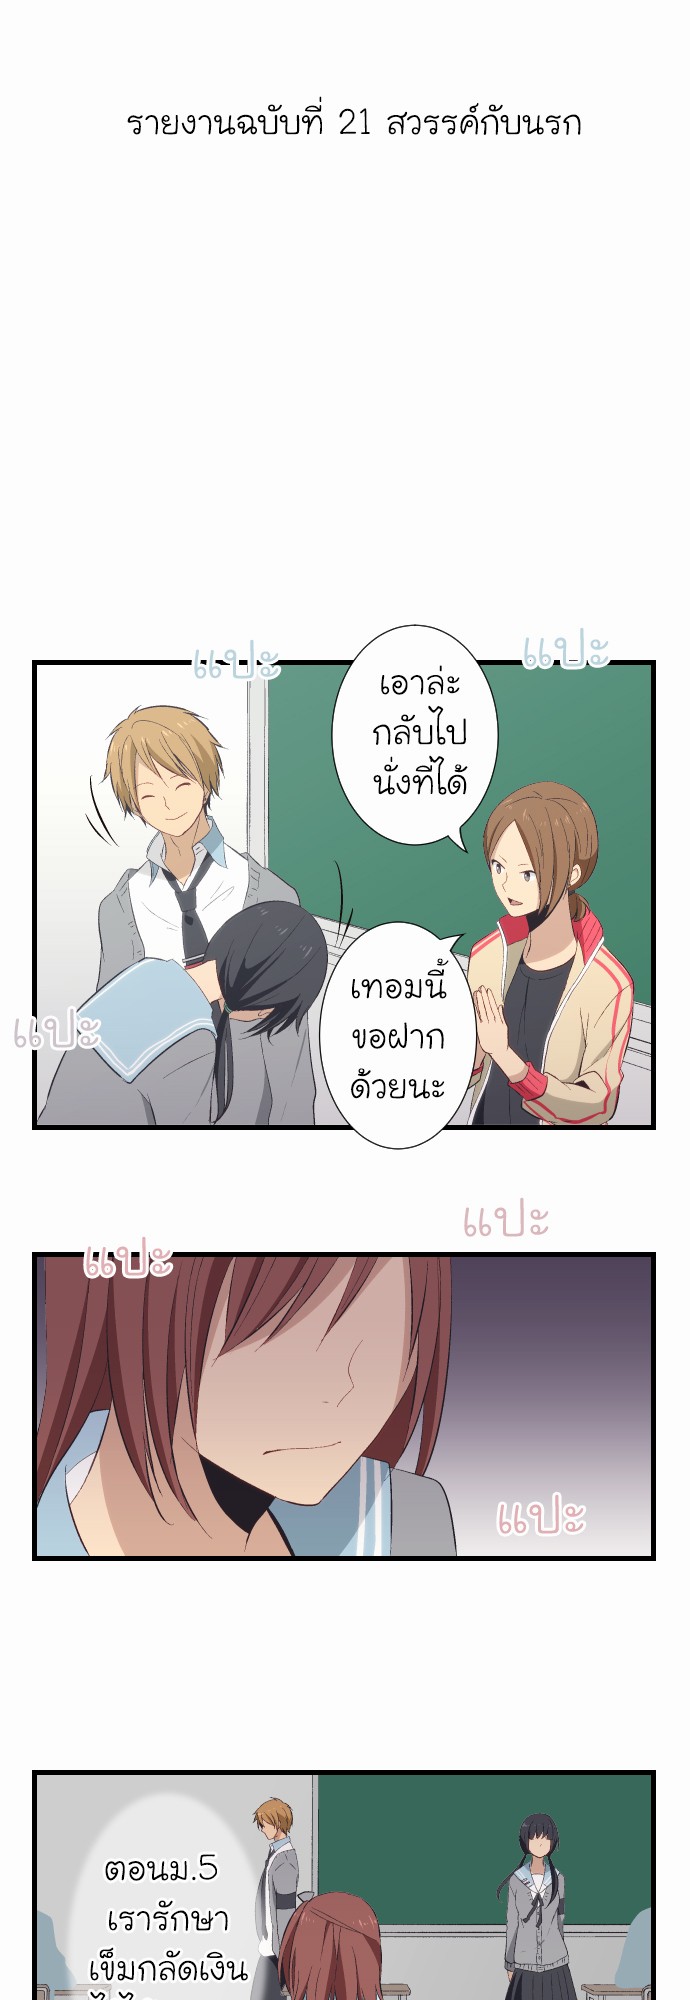 รายงานฉบับที่ 21 สวรรค์กับนรก
แปะ
แปะ
เอาล่ะ
กลับไป
นั่งที่ได้
เทอมนี้
ขอฝาก
ด้วยนะ
แปะ
แปะ
แปะ
แปะ
ตอนม.5
เรารักษา
เข็มกลัดเงิน